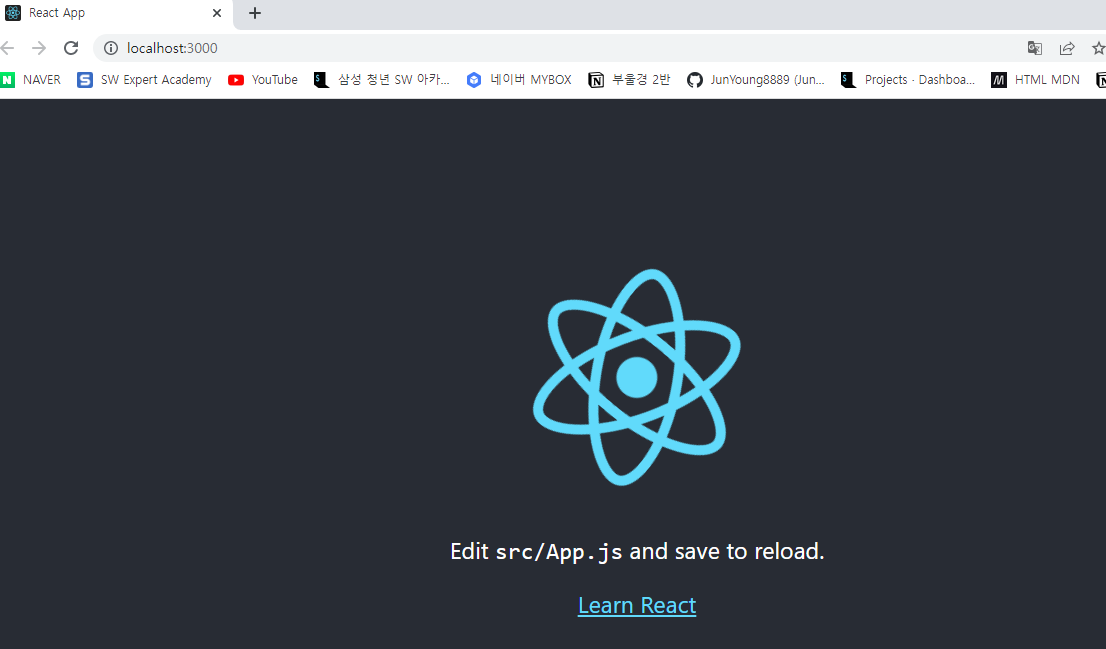 React App
localhost:3000
NAVER SW Expert Academy YouTube 삼성 청년 SW 아카... 네이버 MYBOX 부울경 2반 JunYoung8889 (Jun... Projects · Dashboa... HTML MDN
Edit src/App.js and save to reload.
Learn React